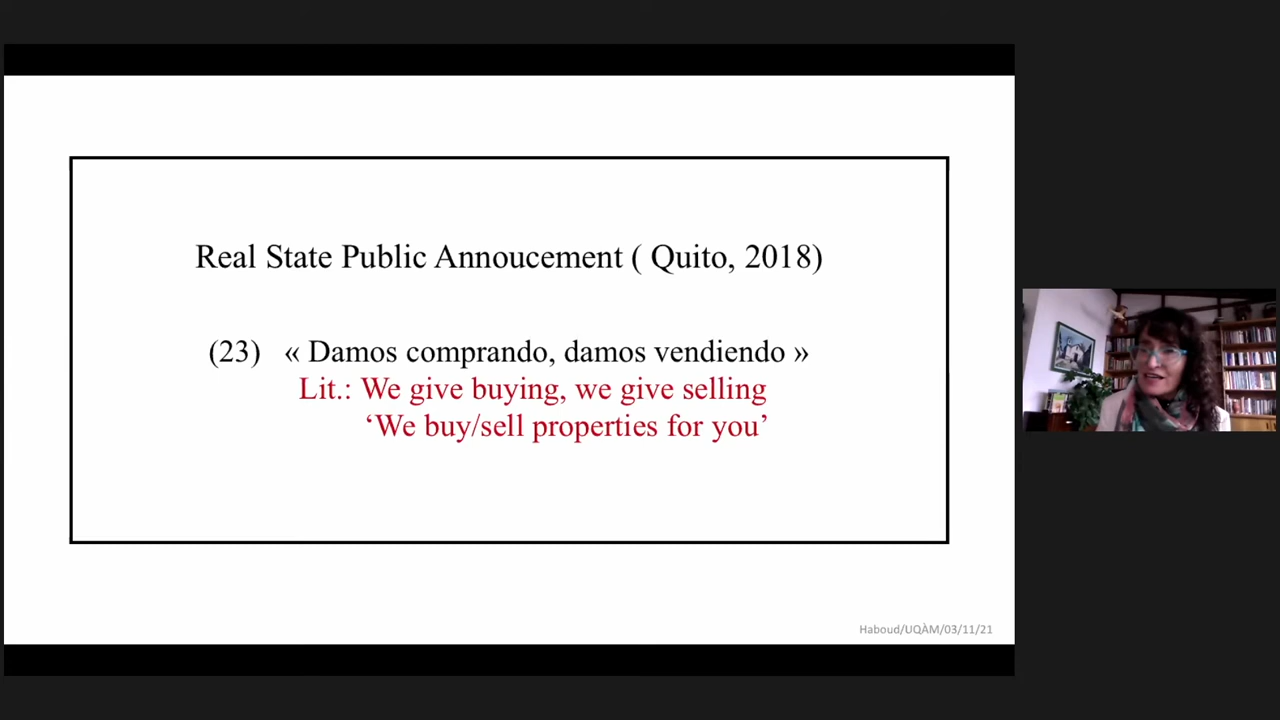 Real State Public Annoucement ( Quito, 2018)
(23) « Damos comprando, damos vendiendo »
Lit.: We give buying, we give selling
‘We buy/sell properties for you’
Haboud/UQÀM/03/11/21